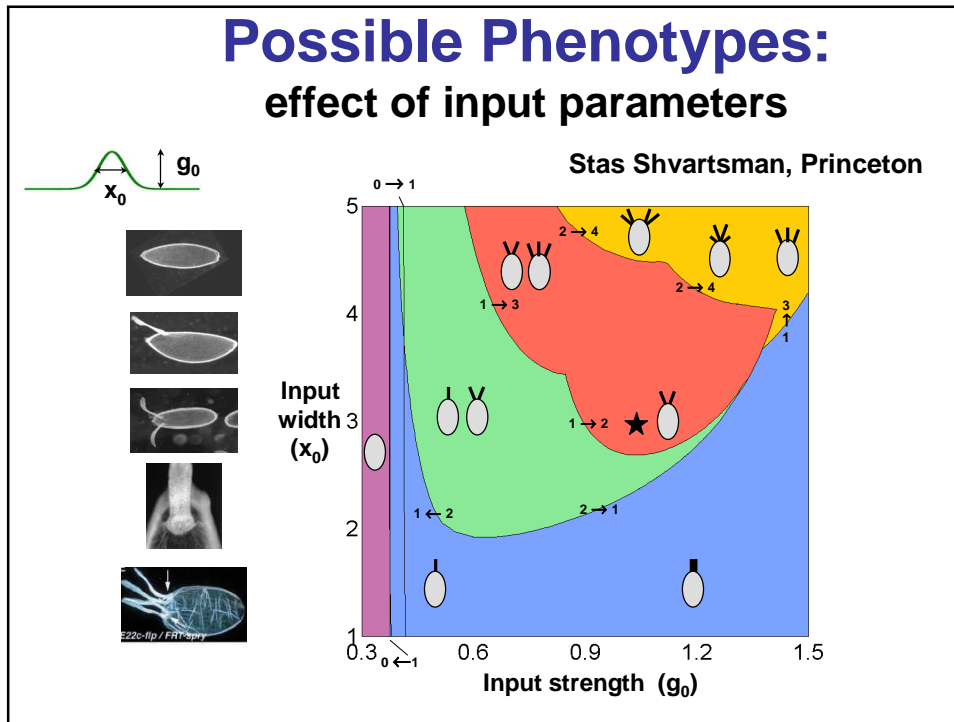 Possible Phenotypes:
effect of input parameters
Stas Shvartsman, Princeton
g0
x0
0 → 1
5
2 → 4
2 → 4
1 → 3
4
3
↑
1
Input
width
(x0)
3
1 → 2
1 ← 2
2 → 1
2
1
0.3
0.6
0.9
1.2
1.5
0 ← 1
Input strength (g0)
E22c-flp / FRT-spry